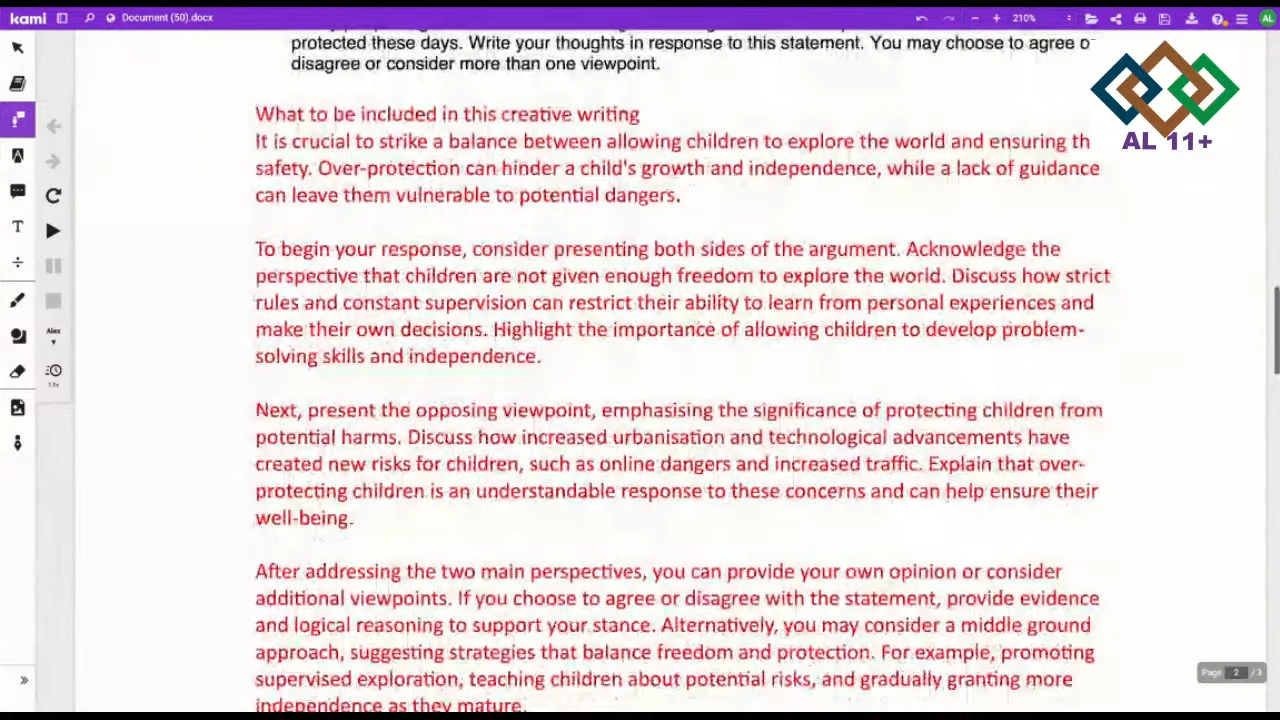 kami
Document (50).docx
210%
AL
protected these days. Write your thoughts in response to this statement. You may choose to agree o
disagree or consider more than one viewpoint.
AL 11+
What to be included in this creative writing
It is crucial to strike a balance between allowing children to explore the world and ensuring th
safety. Over-protection can hinder a child's growth and independence, while a lack of guidance
can leave them vulnerable to potential dangers.
To begin your response, consider presenting both sides of the argument. Acknowledge the
perspective that children are not given enough freedom to explore the world. Discuss how strict
rules and constant supervision can restrict their ability to learn from personal experiences and
make their own decisions. Highlight the importance of allowing children to develop problem-
solving skills and independence.
Alex
1.0x
Next, present the opposing viewpoint, emphasising the significance of protecting children from
potential harms. Discuss how increased urbanisation and technological advancements have
created new risks for children, such as online dangers and increased traffic. Explain that over-
protecting children is an understandable response to these concerns and can help ensure their
well-being.
After addressing the two main perspectives, you can provide your own opinion or consider
additional viewpoints. If you choose to agree or disagree with the statement, provide evidence
and logical reasoning to support your stance. Alternatively, you may consider a middle ground
approach, suggesting strategies that balance freedom and protection. For example, promoting
supervised exploration, teaching children about potential risks, and gradually granting more
independence as they mature.
Page 2 / 3